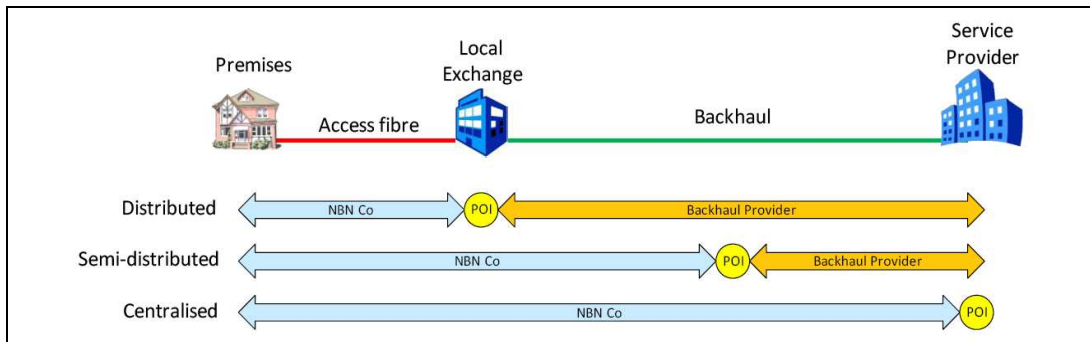 Premises
Local
Exchange
Service
Provider
Access fibre
Backhaul
Distributed
NBN Co
POI
Backhaul Provider
Semi-distributed
NBN Co
POI
Backhaul Provider
Centralised
NBN Co
POI